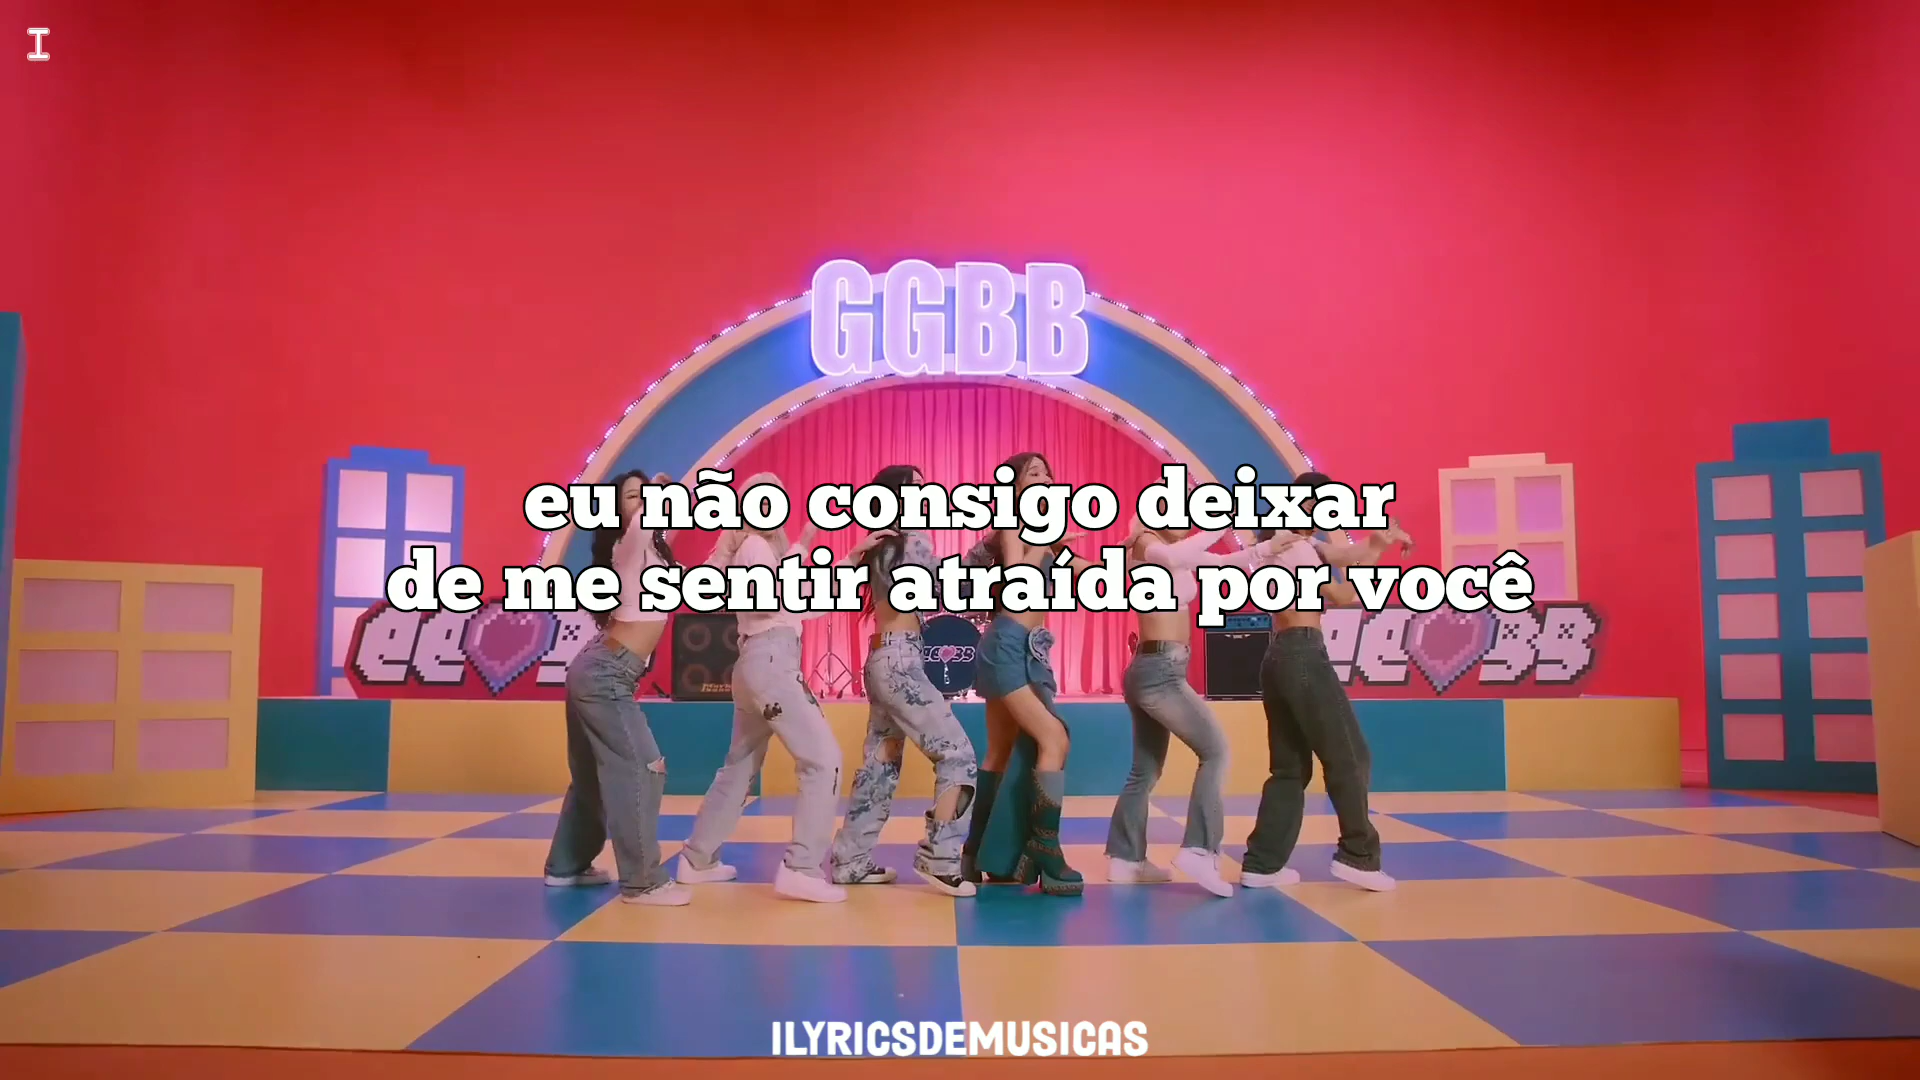 I
GGBB
eu não consigo deixar
de me sentir atraída por você
ILYRICSDEMUSICAS